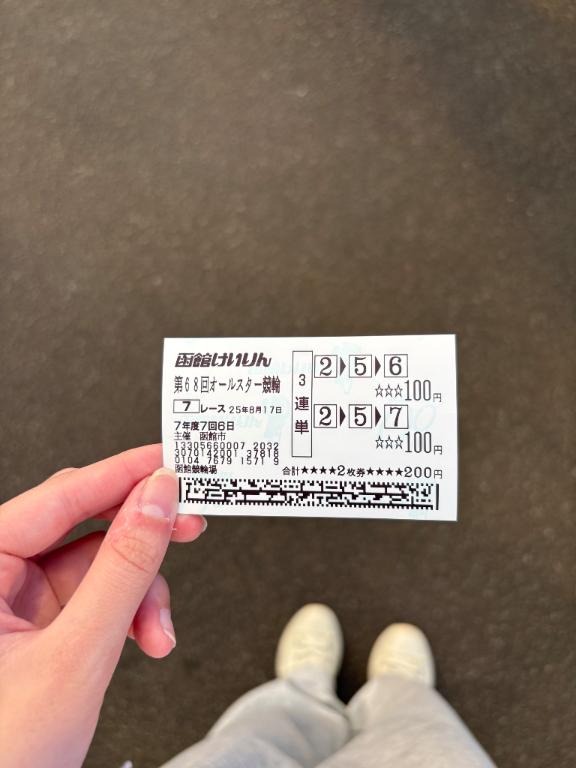 函館けいりん
第68回オールスター競輪
7 レース 25年8月17日
7年度7回6日
主催 函館市
13305660007 2032
3070142001 37818
0104 7679 1571 9
函館競輪場
3連単
2▶5▶6
☆☆☆100円
2▶5▶7
☆☆☆100円
合計★★★★2枚券★★★★200円